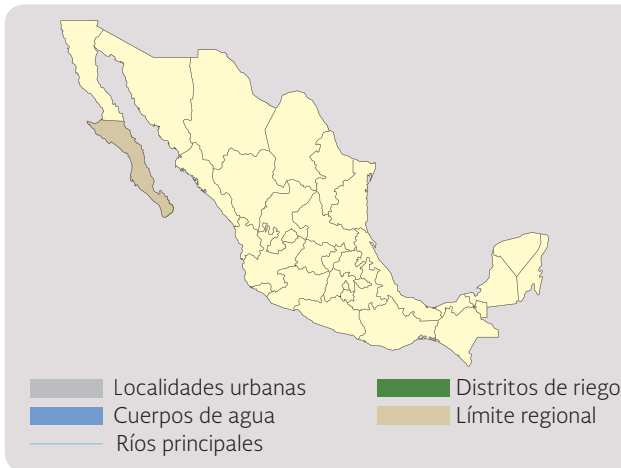 Localidades urbanas
Cuerpos de agua
Ríos principales
Distritos de riego
Límite regional